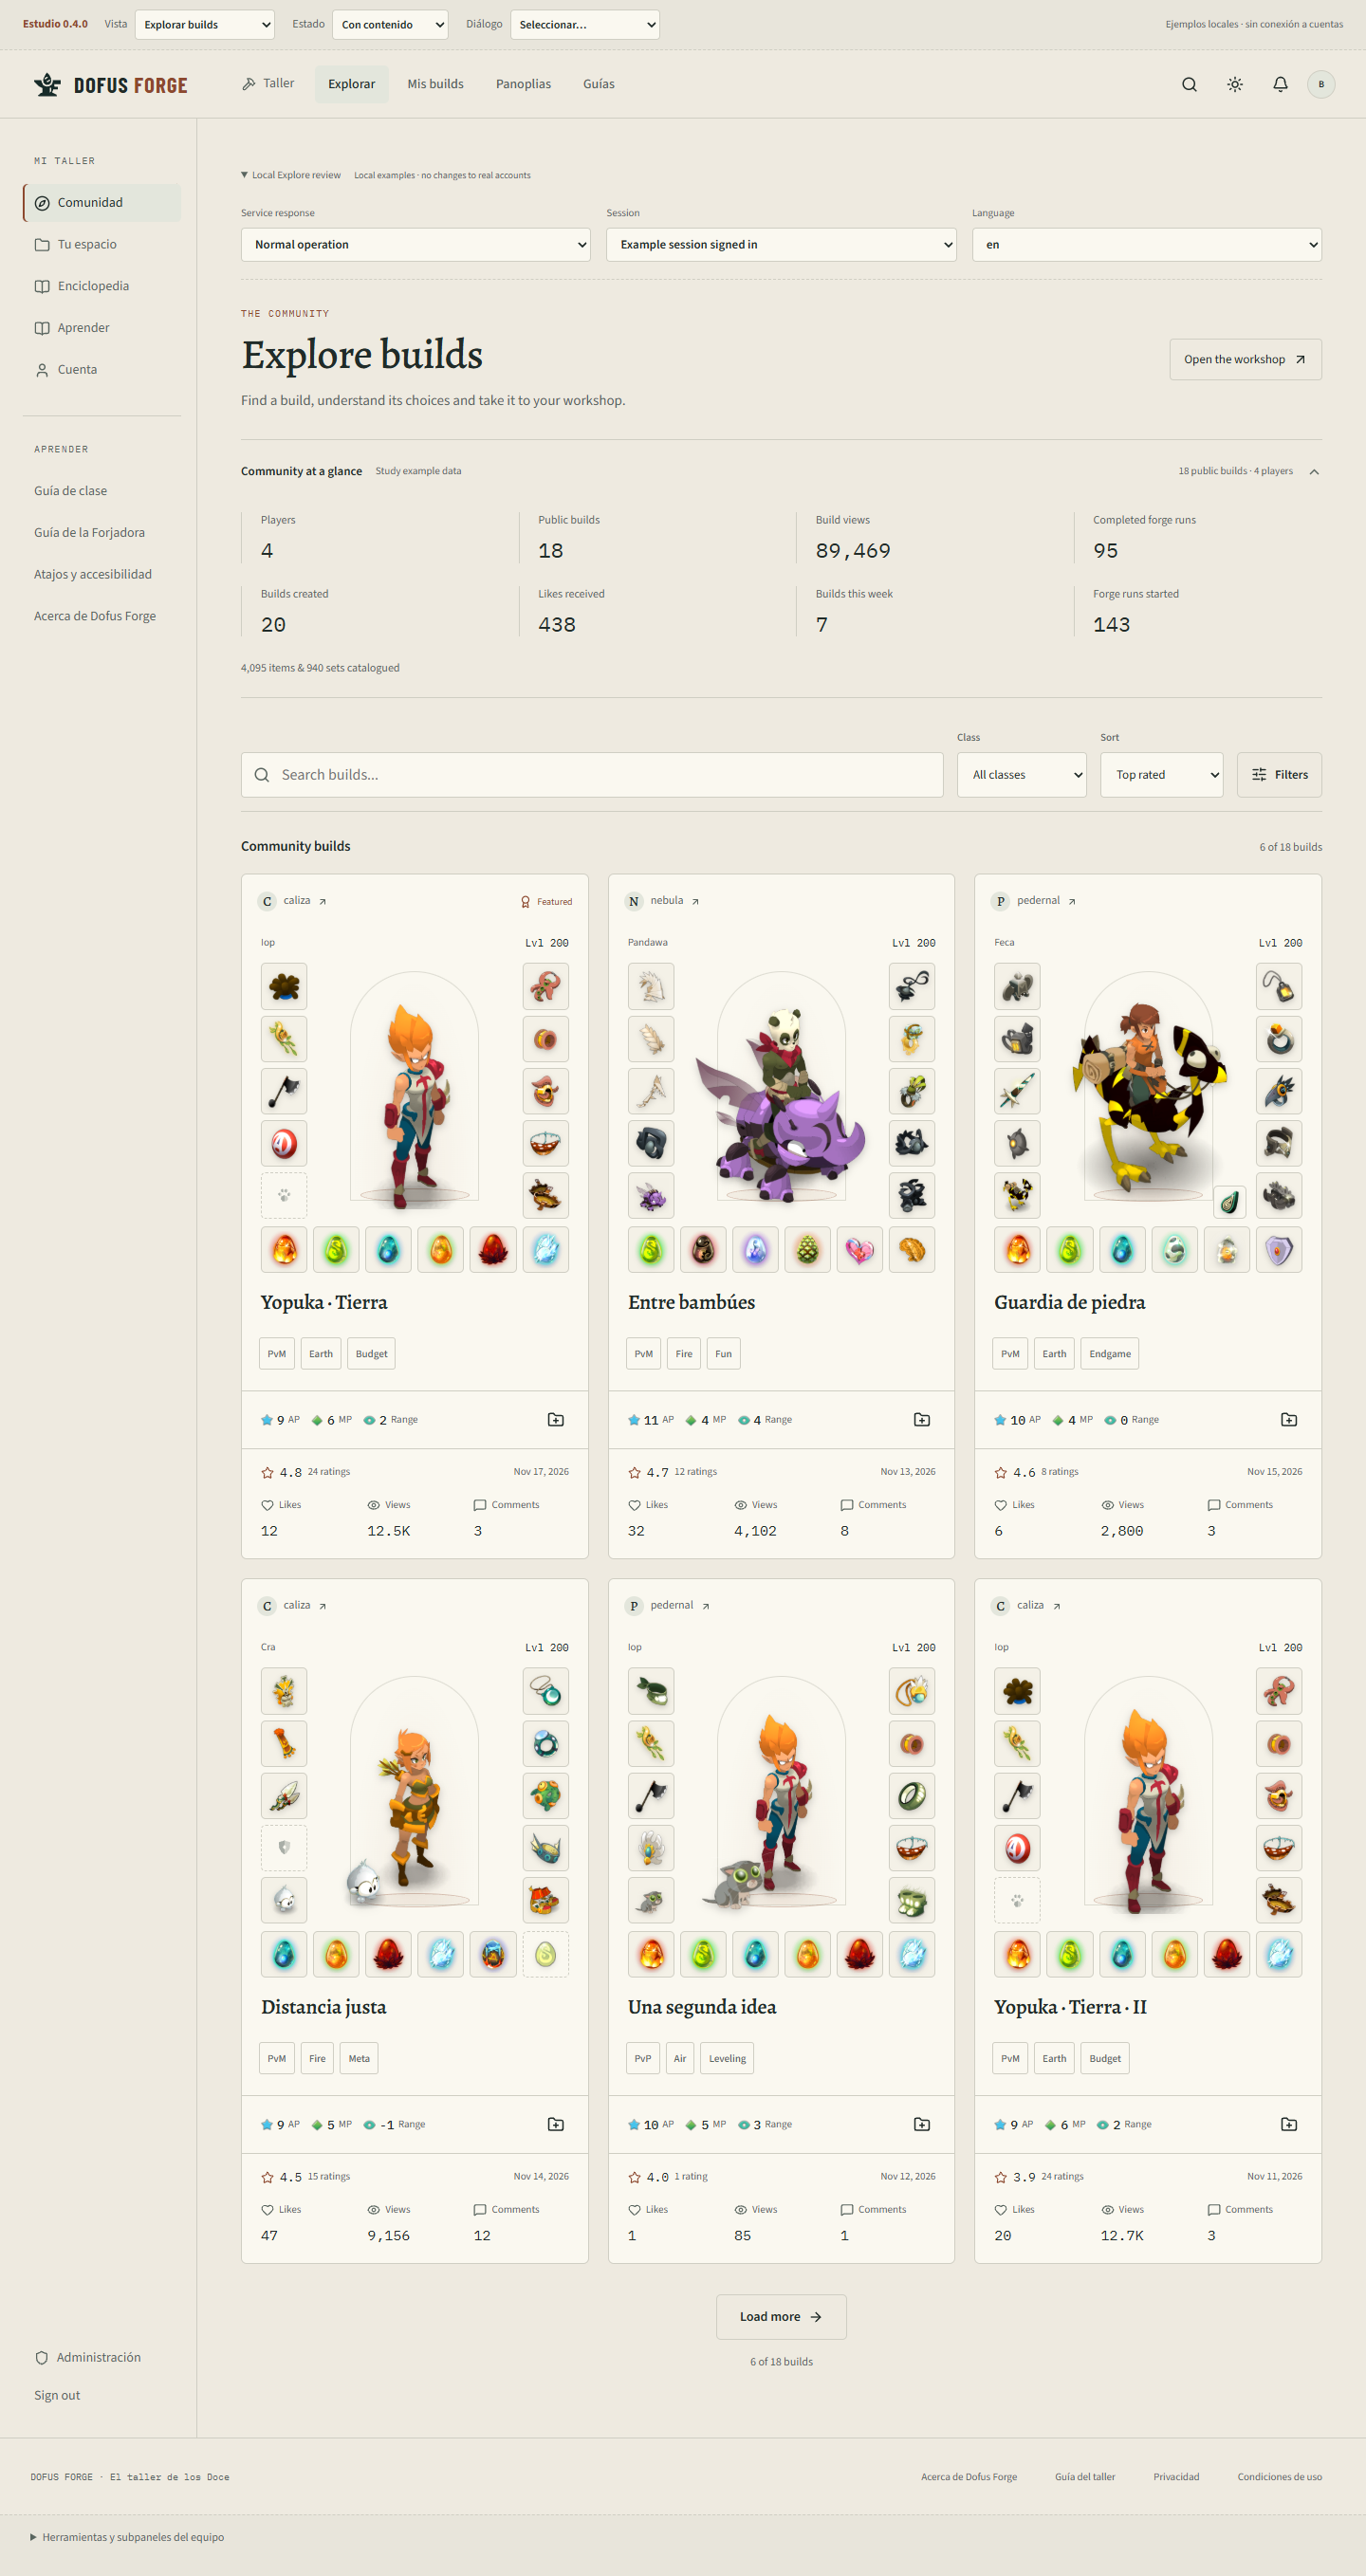 Estudio 0.4.0 Vista Explorar builds Estado Con contenido Diálogo Seleccionar... Ejemplos locales · sin conexión a cuentas
DOFUS FORGE Taller Explorar Mis builds Panoplias Guías B
MI TALLER
Comunidad
Tu espacio
Enciclopedia
Aprender
Cuenta
APRENDER
Guía de clase
Guía de la Forjadora
Atajos y accesibilidad
Acerca de Dofus Forge
Administración
Sign out
Local Explore review Local examples · no changes to real accounts
Service response Session Language
Normal operation Example session signed in en
THE COMMUNITY
Explore builds
Open the workshop
Find a build, understand its choices and take it to your workshop.
Community at a glance Study example data 18 public builds · 4 players
Players Public builds Build views Completed forge runs
4 18 89,469 95
Builds created Likes received Builds this week Forge runs started
20 438 7 143
4,095 items & 940 sets catalogued
Class Sort
Search builds... All classes Top rated Filters
Community builds 6 of 18 builds
C caliza Featured
Iop Lvl 200
Yopuka · Tierra
PvM Earth Budget
9 AP 6 MP 2 Range
4.8 24 ratings Nov 17, 2026
Likes Views Comments
12 12.5K 3
N nebula
Pandawa Lvl 200
Entre bambúes
PvM Fire Fun
11 AP 4 MP 4 Range
4.7 12 ratings Nov 13, 2026
Likes Views Comments
32 4,102 8
P pedernal
Feca Lvl 200
Guardia de piedra
PvM Earth Endgame
10 AP 4 MP 0 Range
4.6 8 ratings Nov 15, 2026
Likes Views Comments
6 2,800 3
C caliza
Cra Lvl 200
Distancia justa
PvM Fire Meta
9 AP 5 MP -1 Range
4.5 15 ratings Nov 14, 2026
Likes Views Comments
47 9,156 12
P pedernal
Iop Lvl 200
Una segunda idea
PvP Air Leveling
10 AP 5 MP 3 Range
4.0 1 rating Nov 12, 2026
Likes Views Comments
1 85 1
C caliza
Iop Lvl 200
Yopuka · Tierra · II
PvM Earth Budget
9 AP 6 MP 2 Range
3.9 24 ratings Nov 11, 2026
Likes Views Comments
20 12.7K 3
Load more
6 of 18 builds
DOFUS FORGE · El taller de los Doce Acerca de Dofus Forge Guía del taller Privacidad Condiciones de uso
Herramientas y subpaneles del equipo